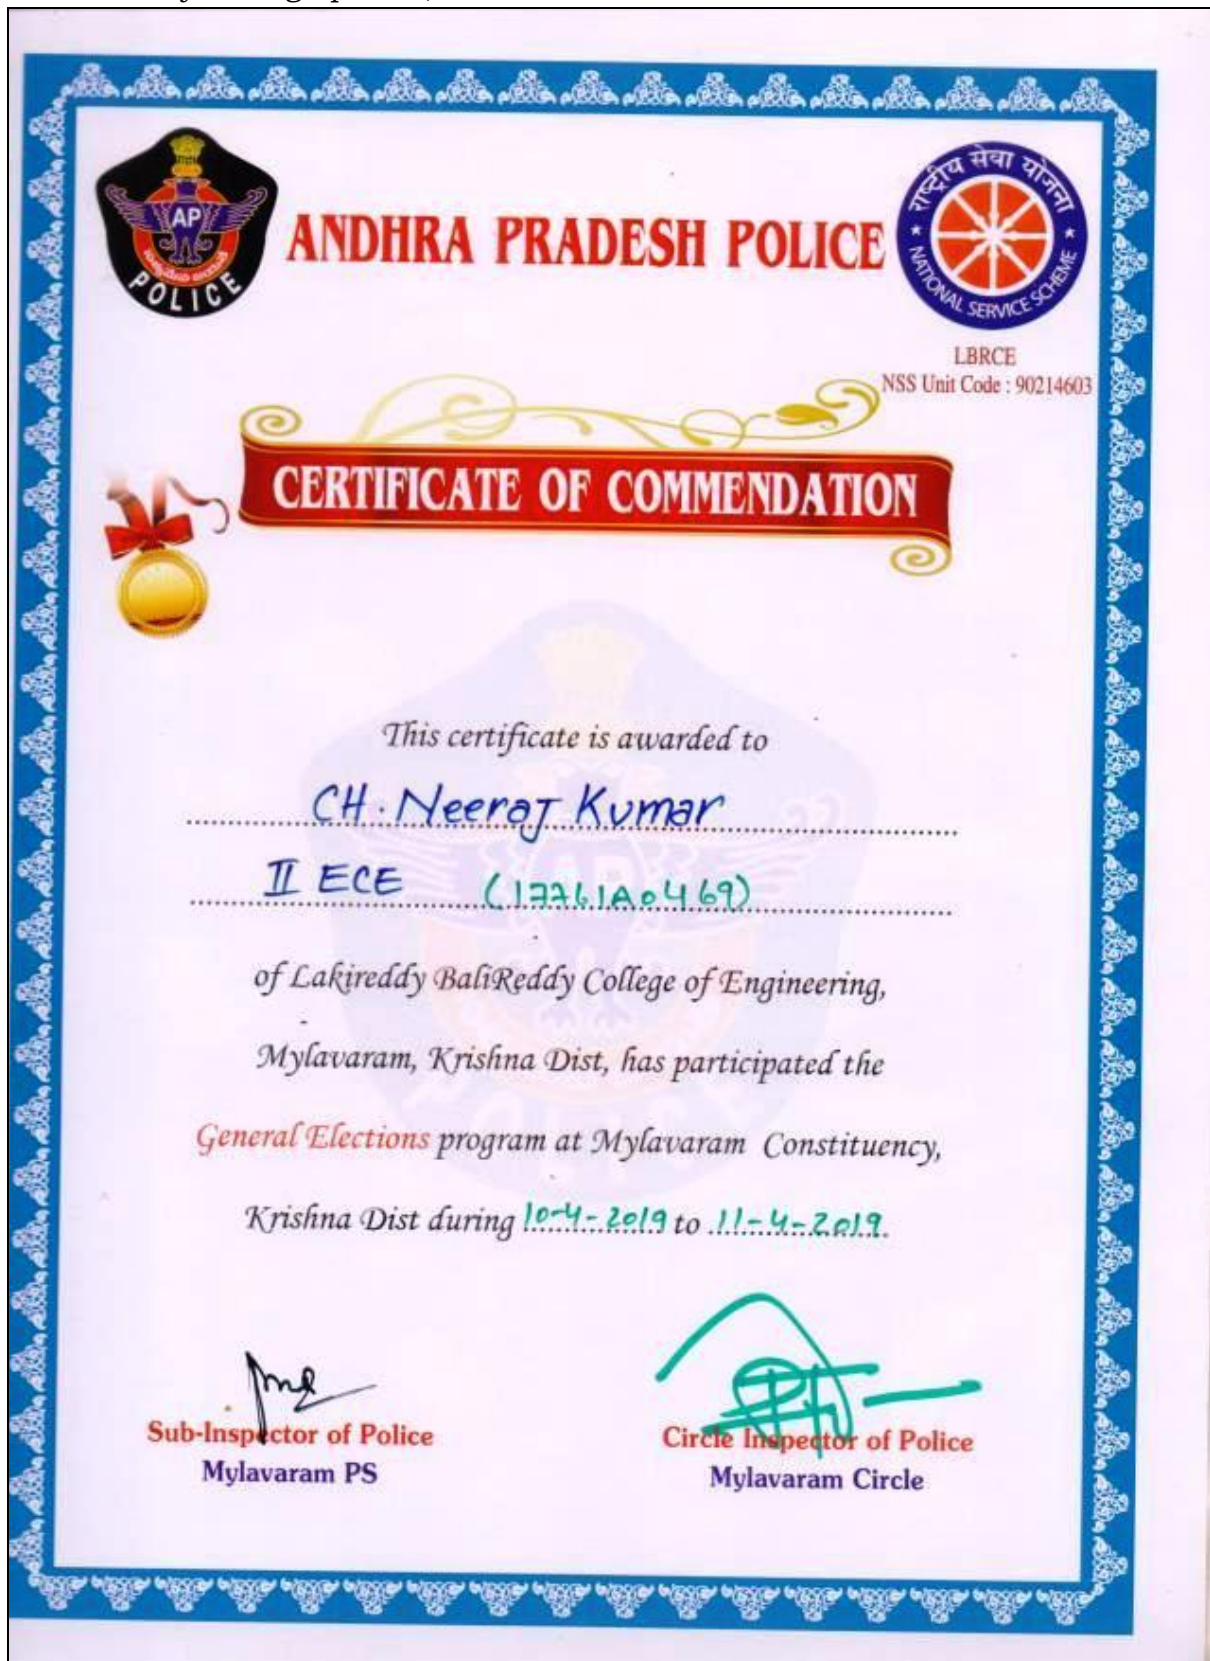 AP
POLICE
ANDHRA PRADESH POLICE
राष्ट्रीय सेवा योजना
NATIONAL SERVICE SCHEME
LBRCE
NSS Unit Code : 90214603
CERTIFICATE OF COMMENDATION
This certificate is awarded to
CH. Neeraj Kumar
II ECE (17761A0469)
of Lakireddy BaliReddy College of Engineering,
Mylavaram, Krishna Dist, has participated the
General Elections program at Mylavaram Constituency,
Krishna Dist during 10-4-2019 to 11-4-2019
Sub-Inspector of Police
Mylavaram PS
Circle Inspector of Police
Mylavaram Circle